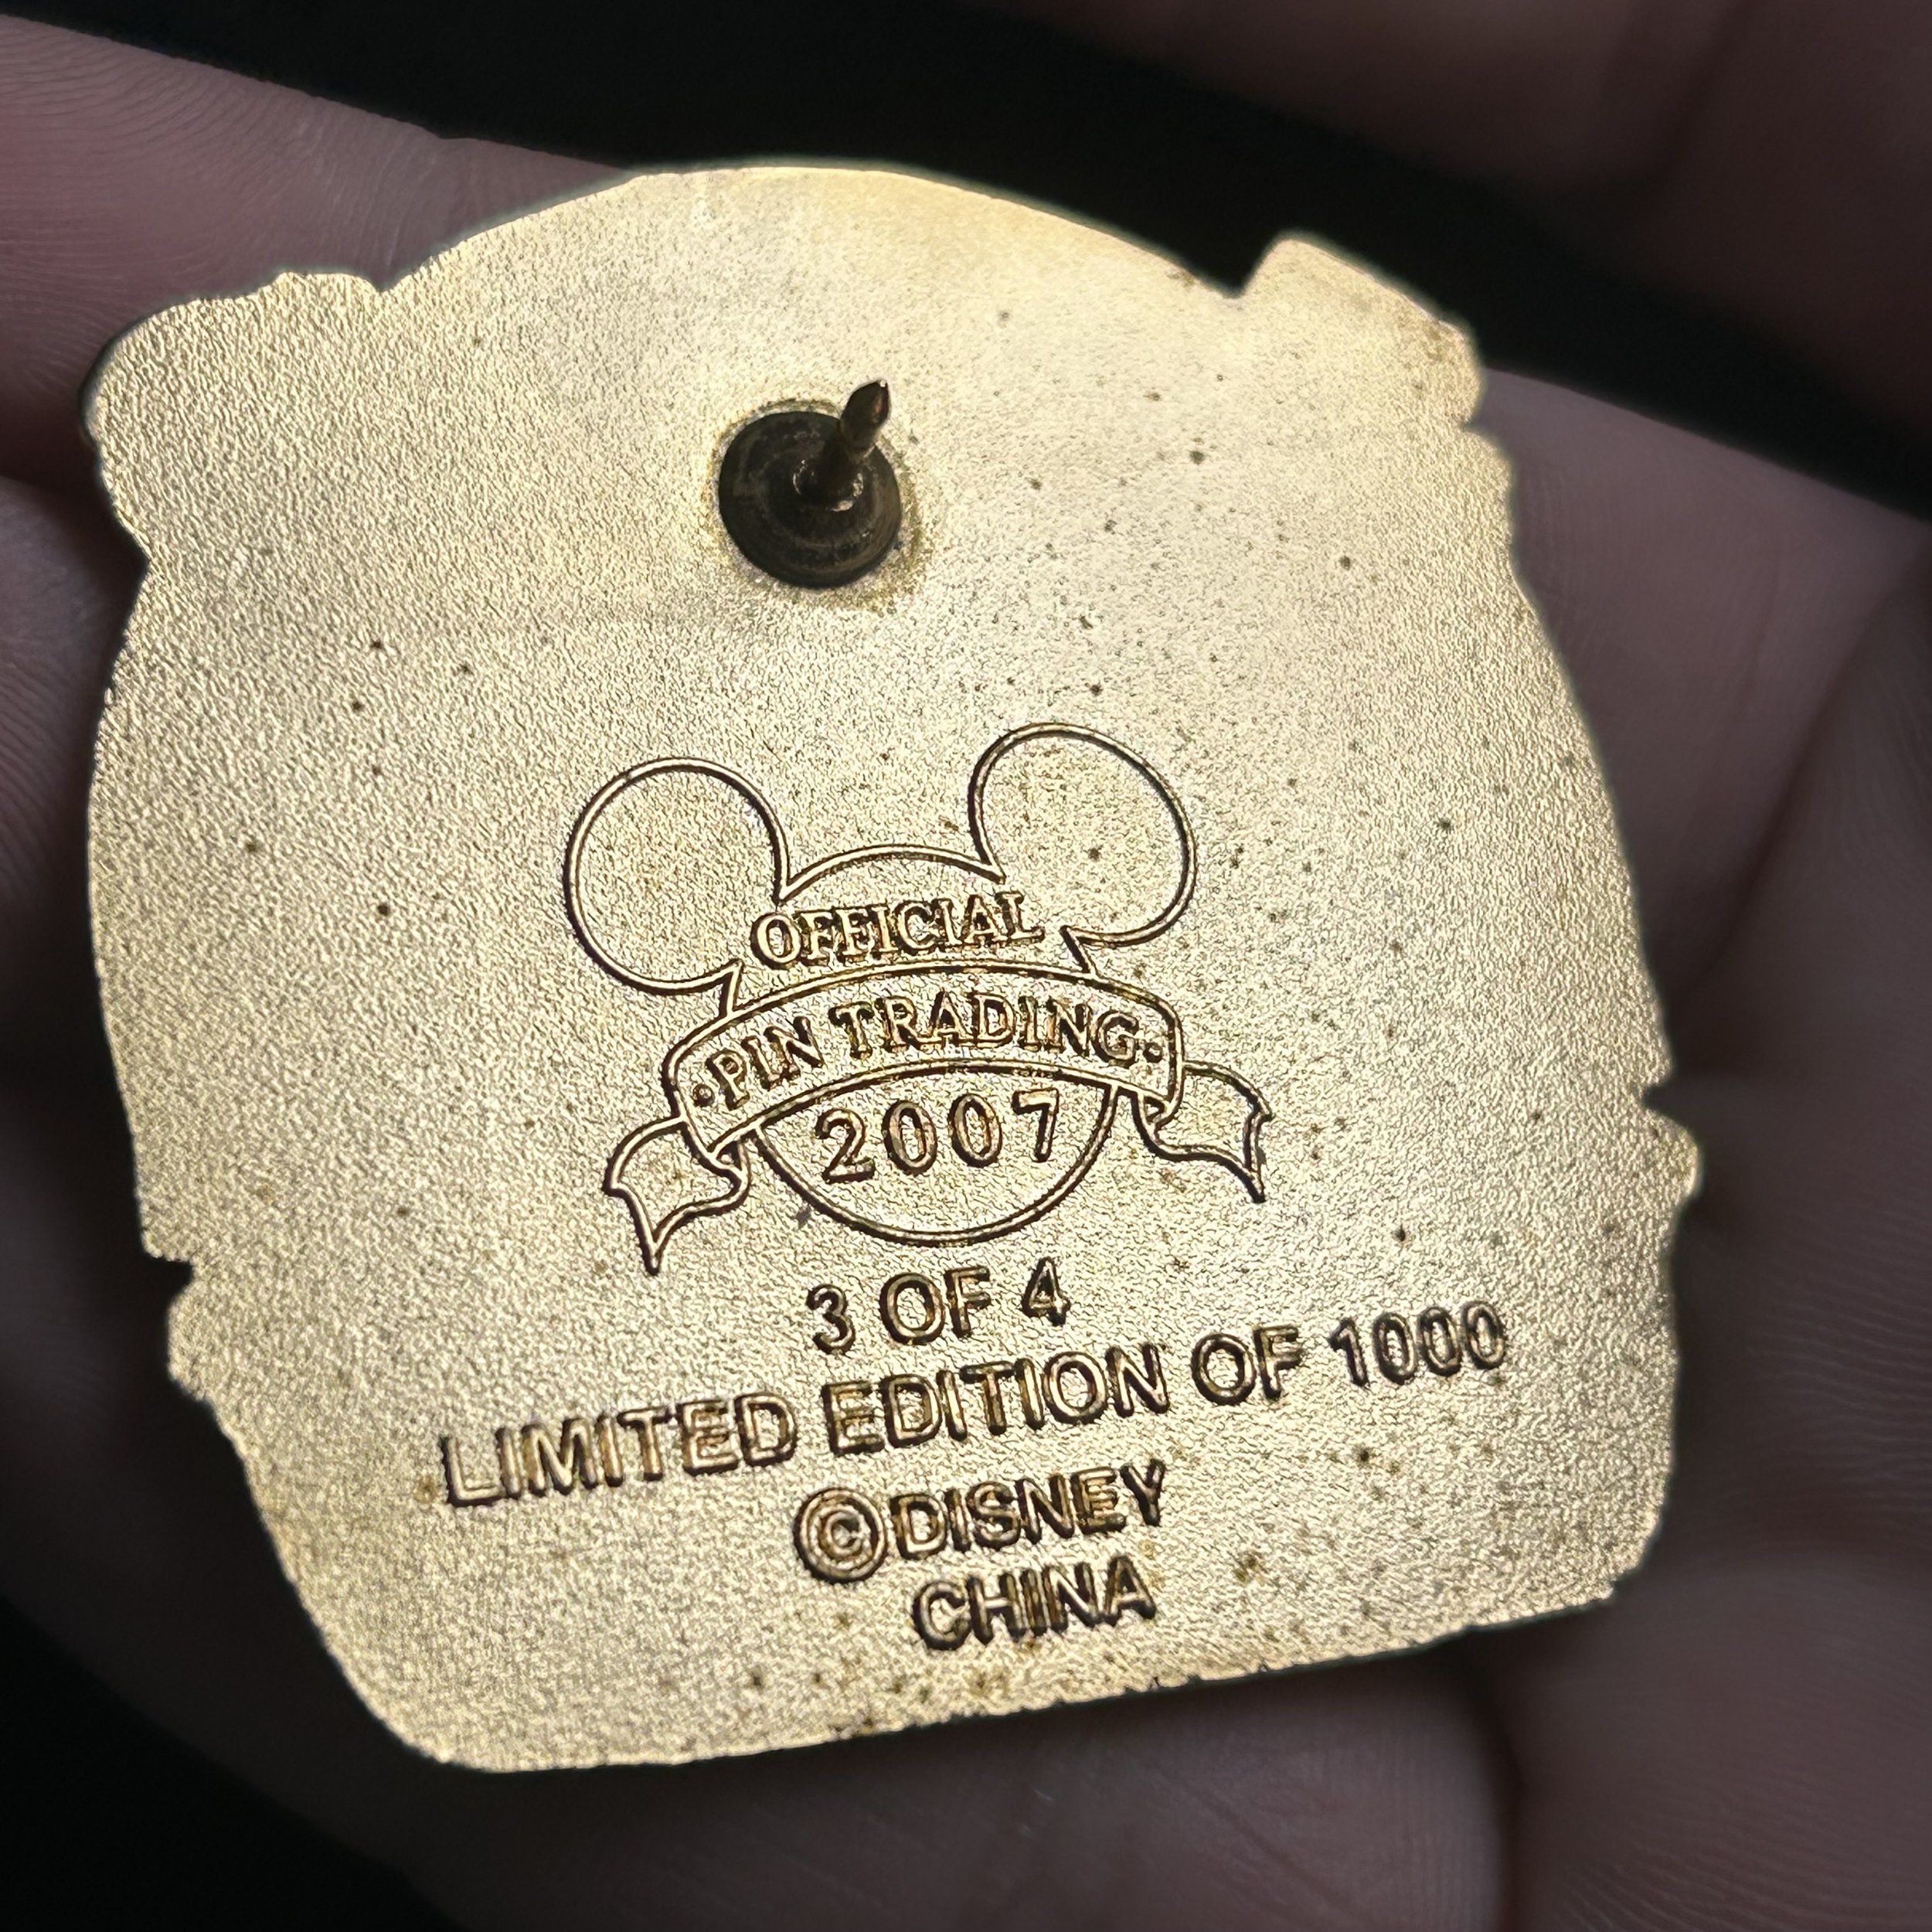 OFFICIAL
·PIN TRADING·
2007
3 OF 4
LIMITED EDITION OF 1000
©DISNEY
CHINA